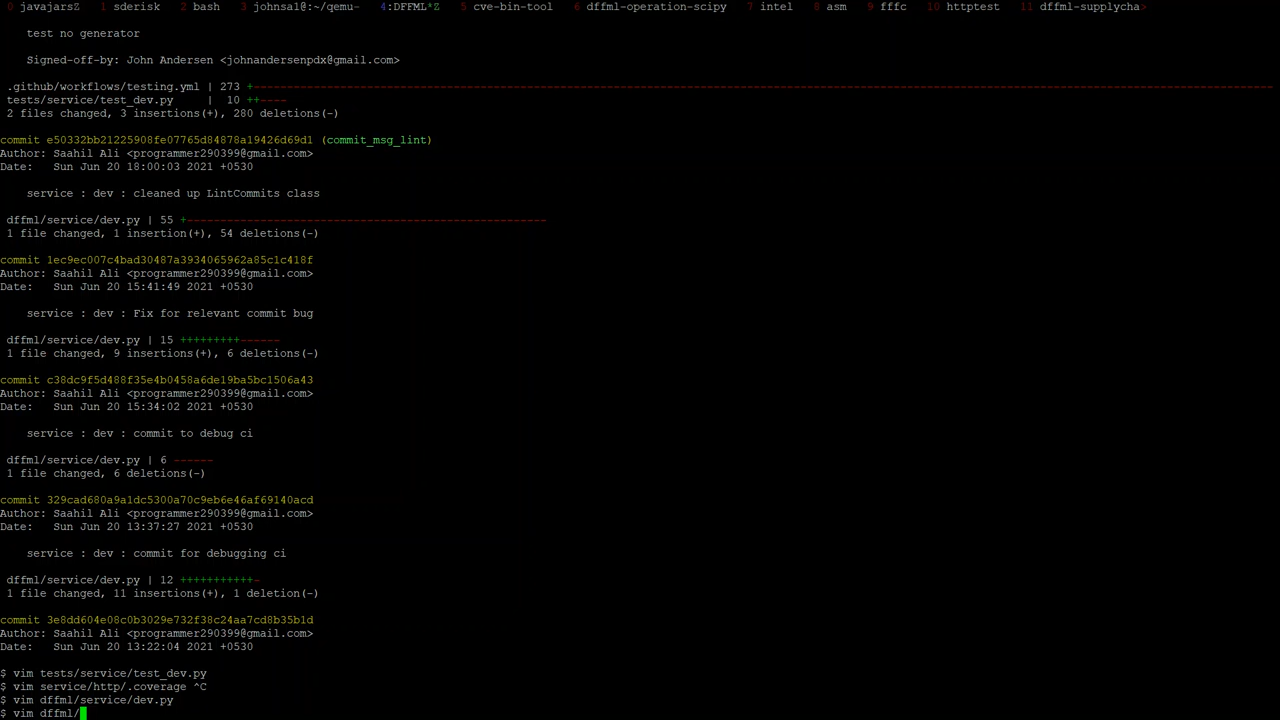 0 javajarsZ 1 sderisk 2 bash 3 johnsal@:~/qemu- 4:DFFML*Z 5 cve-bin-tool 6 dffml-operation-scipy 7 intel 8 asm 9 fffc 10 httptest 11 dffml-supplycha>
test no generator
Signed-off-by: John Andersen <johnandersenpdx@gmail.com>
.github/workflows/testing.yml | 273 +---------------------------------------------------------------------------------------------------------------------------------------------------------
tests/service/test_dev.py | 10 ++----
2 files changed, 3 insertions(+), 280 deletions(-)
commit e50332bb21225908fe07765d84878a19426d69d1 (commit_msg_lint)
Author: Saahil Ali <programmer290399@gmail.com>
Date: Sun Jun 20 18:00:03 2021 +0530
service : dev : cleaned up LintCommits class
dffml/service/dev.py | 55 +------------------------------------------------------
1 file changed, 1 insertion(+), 54 deletions(-)
commit 1ec9ec007c4bad30487a3934065962a85c1c418f
Author: Saahil Ali <programmer290399@gmail.com>
Date: Sun Jun 20 15:41:49 2021 +0530
service : dev : Fix for relevant commit bug
dffml/service/dev.py | 15 +++++++++------
1 file changed, 9 insertions(+), 6 deletions(-)
commit c38dc9f5d488f35e4b0458a6de19ba5bc1506a43
Author: Saahil Ali <programmer290399@gmail.com>
Date: Sun Jun 20 15:34:02 2021 +0530
service : dev : commit to debug ci
dffml/service/dev.py | 6 ------
1 file changed, 6 deletions(-)
commit 329cad680a9a1dc5300a70c9eb6e46af69140acd
Author: Saahil Ali <programmer290399@gmail.com>
Date: Sun Jun 20 13:37:27 2021 +0530
service : dev : commit for debugging ci
dffml/service/dev.py | 12 +++++++++++-
1 file changed, 11 insertions(+), 1 deletion(-)
commit 3e8dd604e08c0b3029e732f38c24aa7cd8b35b1d
Author: Saahil Ali <programmer290399@gmail.com>
Date: Sun Jun 20 13:22:04 2021 +0530
$ vim tests/service/test_dev.py
$ vim service/http/.coverage ^C
$ vim dffml/service/dev.py
$ vim dffml/